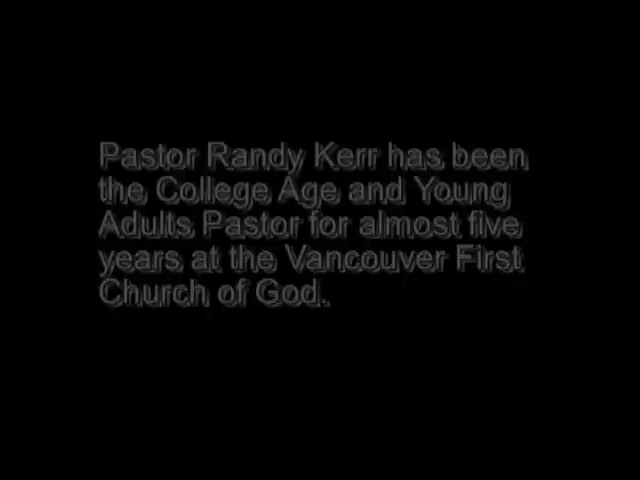 Pastor Randy Kerr has been
the College Age and Young
Adults Pastor for almost five
years at the Vancouver First
Church of God.